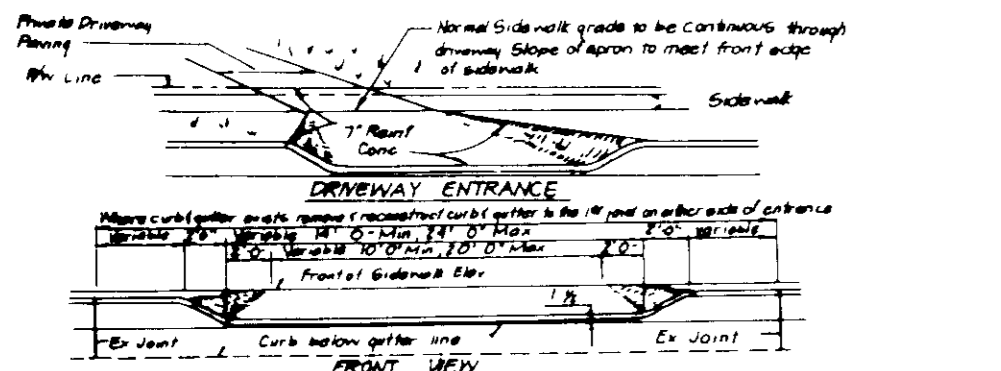 Private Driveway
Paving
R/W Line
Normal Sidewalk grade to be continuous through
driveway Slope of apron to meet front edge
of sidewalk
Sidewalk
7" Reinf
Conc
DRIVEWAY ENTRANCE
Where curb & gutter exists remove & reconstruct curb & gutter to the 1st joint on either side of entrance
Variable 2'0" Variable 14' 0" Min, 24' 0" Max 2'-0" Variable
2'-0" Variable 10'0" Min, 20' 0" Max 2'-0"
Front of Sidewalk Elev
1 1/2
Ex Joint
Curb below gutter line
Ex Joint
FRONT VIEW